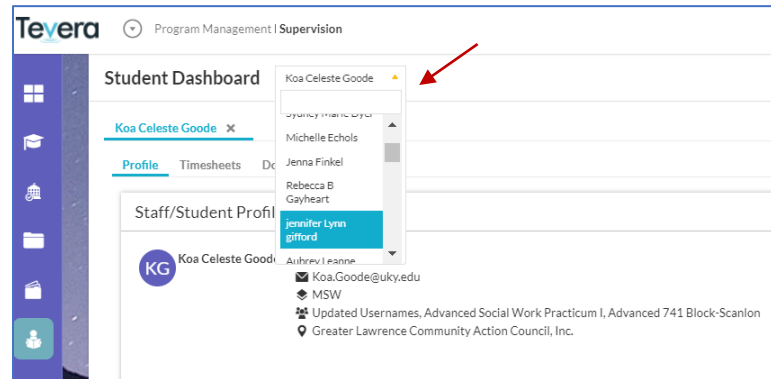 Tevera
Program Management | Supervision
Student Dashboard
Koa Celeste Goode
Michelle Echols
Jenna Finkel
Rebecca B
Gayheart
jennifer Lynn
gifford
Aubrey Leanne
Koa Celeste Goode ×
Profile Timesheets
Staff/Student Profil
KG
Koa Celeste Goode
Koa.Goode@uky.edu
MSW
Updated Usernames, Advanced Social Work Practicum I, Advanced 741 Block-Scanlon
Greater Lawrence Community Action Council, Inc.